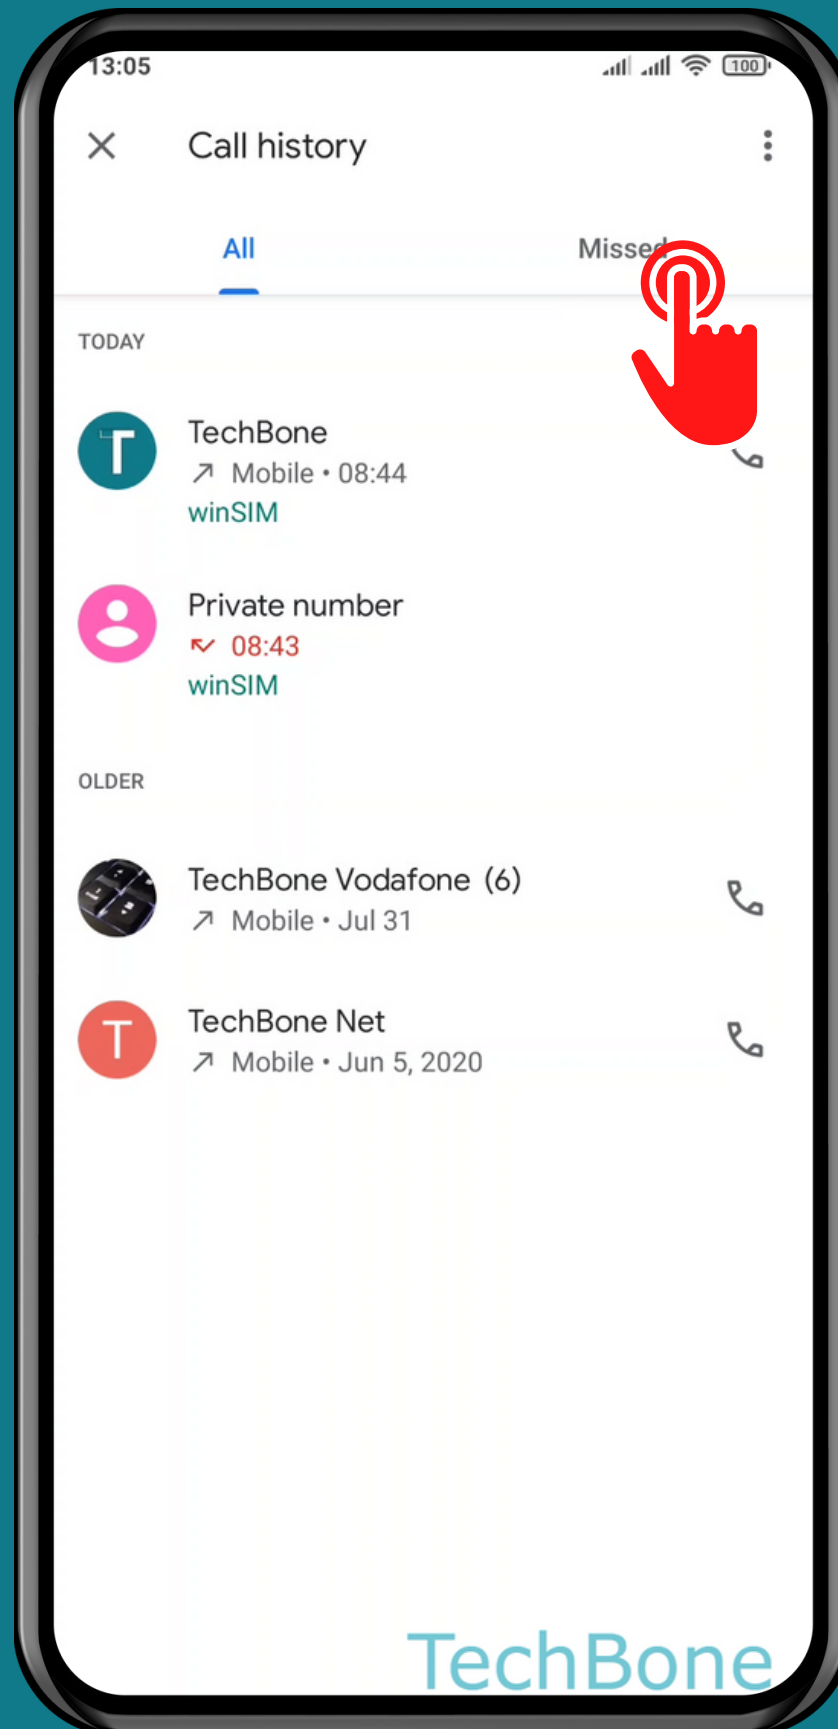 13:05
100
Call history
All
Missed
TODAY
T
TechBone
Mobile • 08:44
winSIM
Private number
08:43
winSIM
OLDER
TechBone Vodafone (6)
Mobile • Jul 31
T
TechBone Net
Mobile • Jun 5, 2020
TechBone